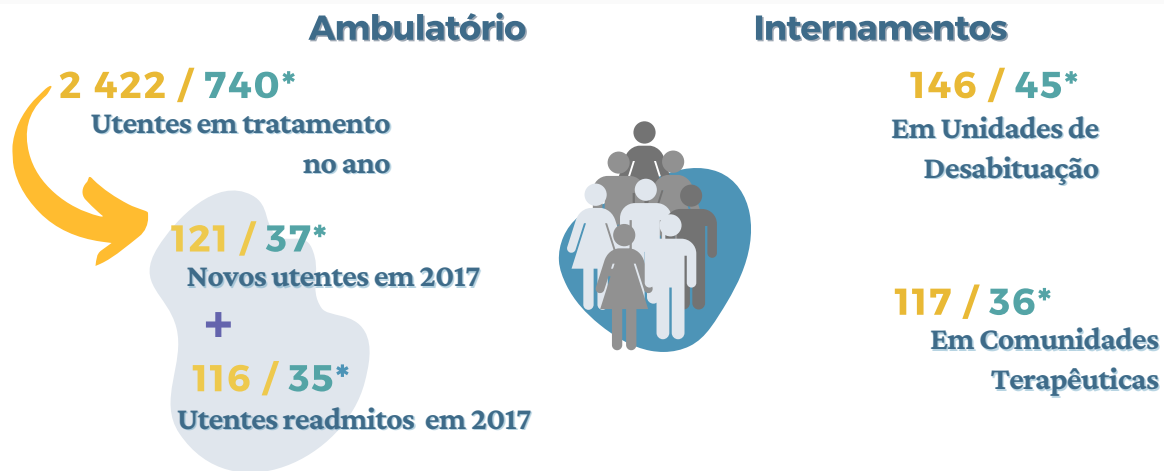 Ambulatório
2 422 / 740*
Utentes em tratamento
no ano
121 / 37*
Novos utentes em 2017
+
116 / 35*
Utentes readmitos em 2017
Internamentos
146 / 45*
Em Unidades de
Desabituação
117 / 36*
Em Comunidades
Terapêuticas